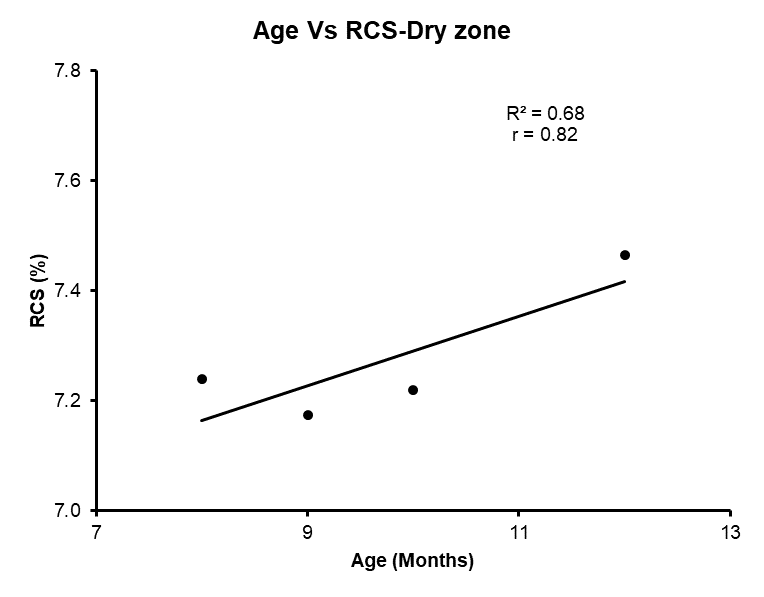 Age Vs RCS-Dry zone
R² = 0.68
r = 0.82
7.8
7.6
7.4
7.2
7.0
RCS (%)
7
9
11
13
Age (Months)